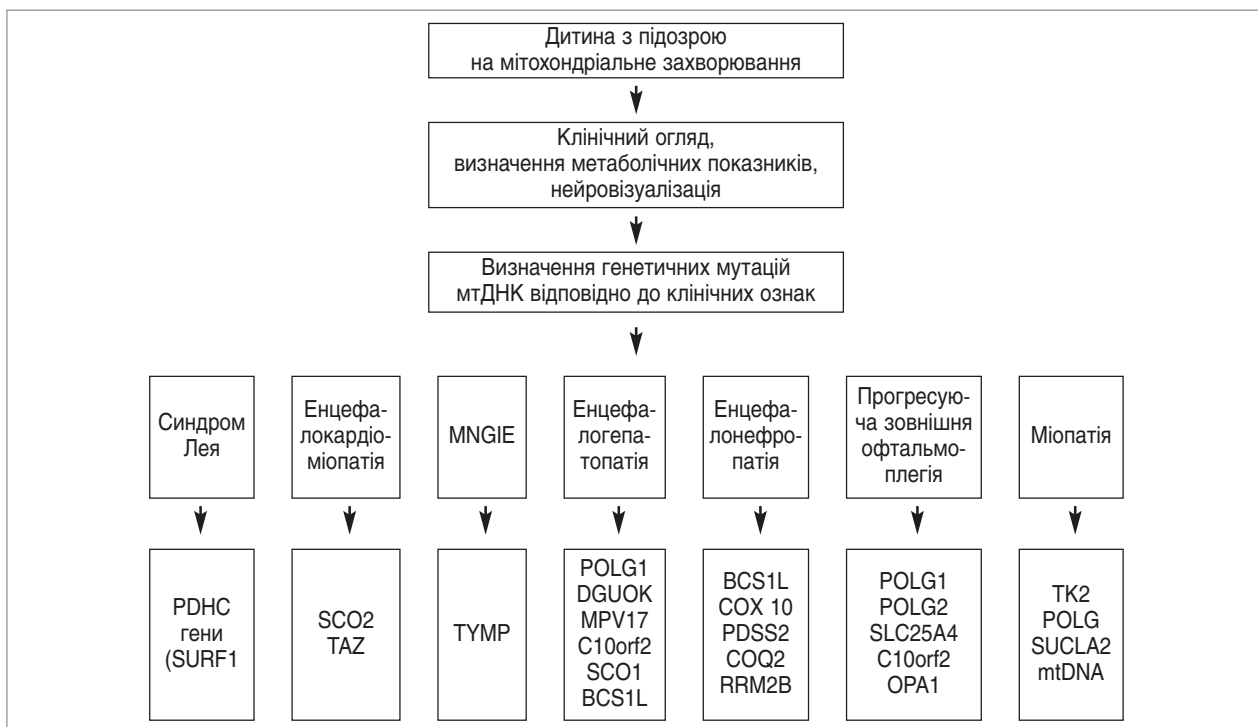 Дитина з підозрою
на мітохондріальне захворювання
Клінічний огляд,
визначення метаболічних показників,
нейровізуалізація
Визначення генетичних мутацій
мтДНК відповідно до клінічних ознак
Синдром
Лея
Енцефа-
локардіо-
міопатія
MNGIE
Енцефа-
логепа-
топатія
Енцефа-
лонефро-
патія
Прогресую-
ча зовнішня
офтальмо-
плегія
Міопатія
PDHC
гени
(SURF1
SCO2
TAZ
TYMP
POLG1
DGUOK
MPV17
C10orf2
SCO1
BCS1L
BCS1L
COX 10
PDSS2
COQ2
RRM2B
POLG1
POLG2
SLC25A4
C10orf2
OPA1
TK2
POLG
SUCLA2
mtDNA